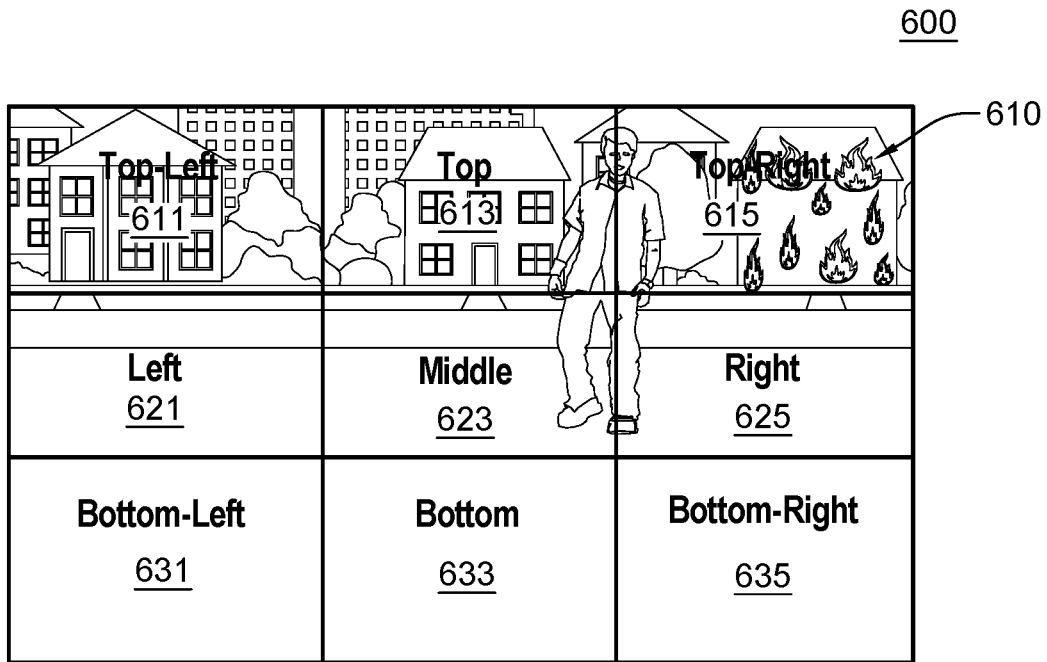 600
610
Top-Left
Top
Top-Right
611
613
615
Left
Middle
Right
621
623
625
Bottom-Left
Bottom
Bottom-Right
631
633
635